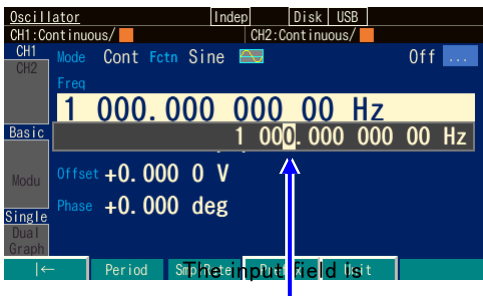 Oscillator Indep Disk USB
CH1:Continuous/ CH2:Continuous/
CH1 Mode Cont Fctn Sine Off ...
CH2
Freq
1 000.000 000 00 Hz
Basic 1 000.000 000 00 Hz
Modu Offset +0.000 0 V
Phase +0.000 deg
Single
Dual
Graph
|← Period Unit
The input field is